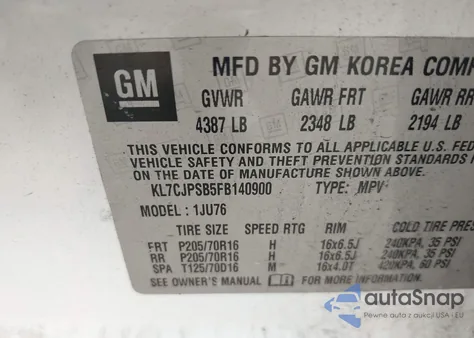 GM
MFD BY GM KOREA COMP
GVWR GAWR FRT GAWR RR
4387 LB 2348 LB 2194 LB
THIS VEHICLE CONFORMS TO ALL APPLICABLE U.S. FED
VEHICLE SAFETY AND THEFT PREVENTION STANDARDS I
ON THE DATE OF MANUFACTURE SHOWN ABOVE.
KL7CJPSB5FB140900 TYPE: MPV
MODEL: 1JU76
TIRE SIZE SPEED RTG RIM COLD TIRE PRES
FRT P205/70R16 H 16x6.5J 240KPA, 35 PSI
RR P205/70R16 H 16x6.5J 240KPA, 35 PSI
SPA T125/70D16 M 16x4.0T 420KPA, 60 PSI
SEE OWNER'S MANUAL FOR MORE INFORMATION.
autoSnap
Pewne auta z aukcji USA i EU